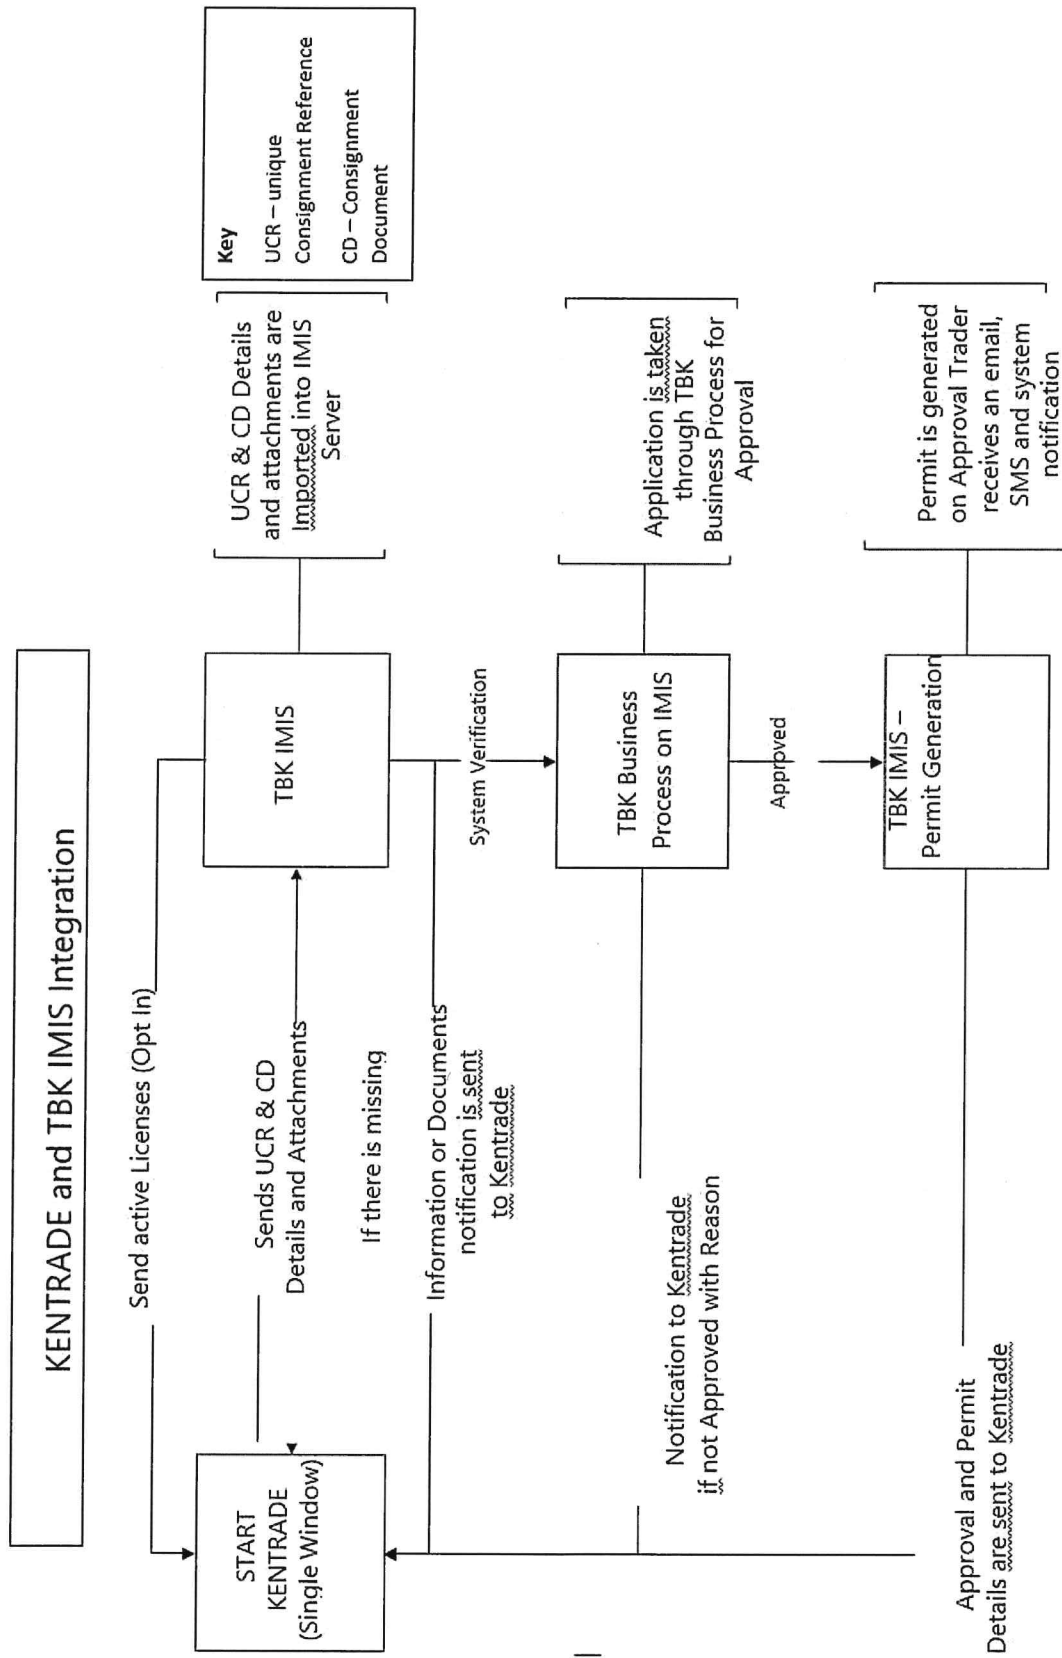 KENTRADE and TBK IMIS Integration
Send active Licenses (Opt In)
START
KENTRADE
(Single Window)
Sends UCR & CD
Details and Attachments
TBK IMIS
UCR & CD Details
and attachments are
Imported into IMIS
Server
Key
UCR – unique
Consignment Reference
CD – Consignment
Document
If there is missing
Information or Documents
notification is sent
to Kentrade
System Verification
TBK Business
Process on IMIS
Application is taken
through TBK
Business Process for
Approval
Notification to Kentrade
if not Approved with Reason
Approved
TBK IMIS –
Permit Generation
Permit is generated
on Approval Trader
receives an email,
SMS and system
notification
Approval and Permit
Details are sent to Kentrade